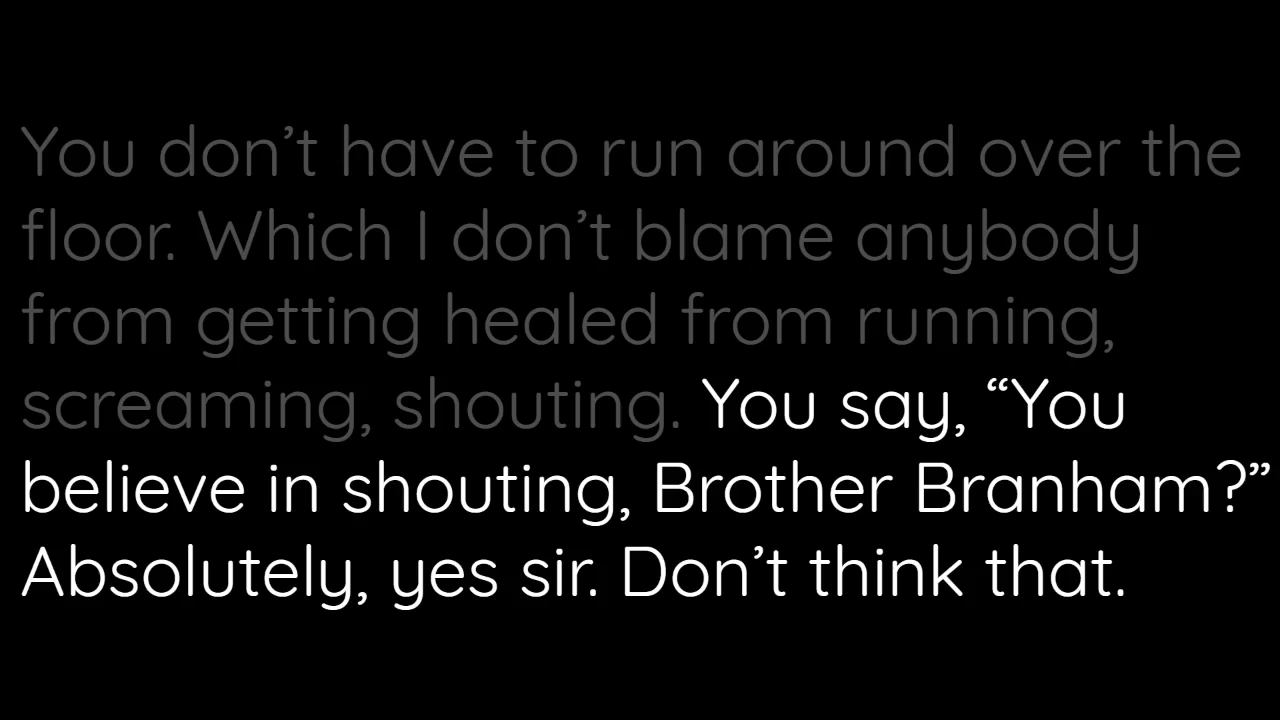 You don’t have to run around over the
floor. Which I don’t blame anybody
from getting healed from running,
screaming, shouting. You say, “You
believe in shouting, Brother Branham?”
Absolutely, yes sir. Don’t think that.